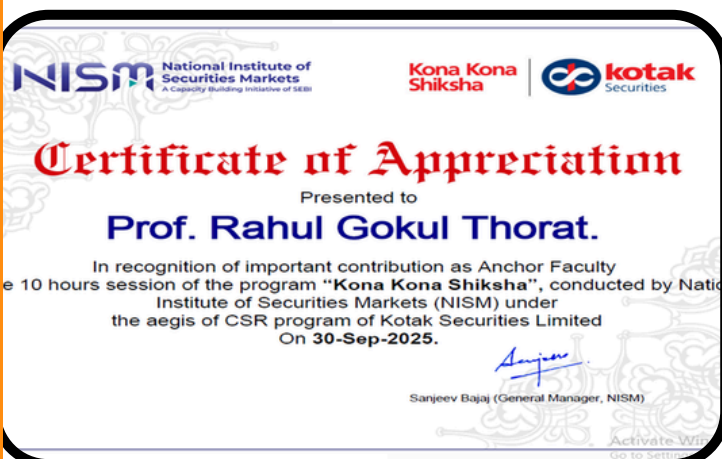 NISM National Institute of
Securities Markets
A Capacity Building Initiative of SEBI
Kona Kona
Shiksha
kotak
Securities
Certificate of Appreciation
Presented to
Prof. Rahul Gokul Thorat.
In recognition of important contribution as Anchor Faculty
e 10 hours session of the program “Kona Kona Shiksha”, conducted by Natio
Institute of Securities Markets (NISM) under
the aegis of CSR program of Kotak Securities Limited
On 30-Sep-2025.
Sanjeev Bajaj (General Manager, NISM)
Activate Win
Go to Setting